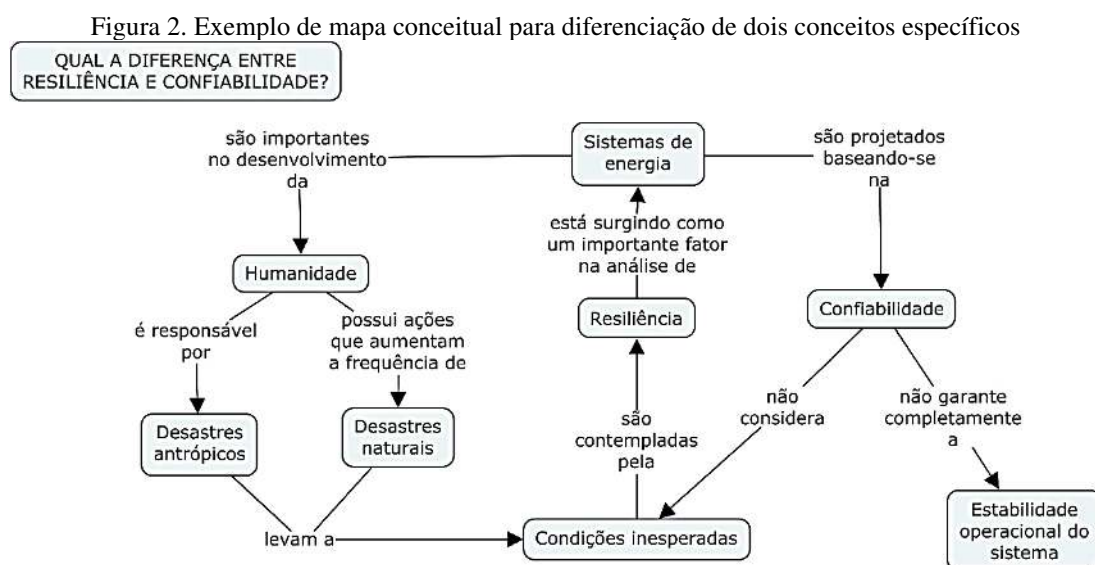 Figura 2. Exemplo de mapa conceitual para diferenciação de dois conceitos específicos
QUAL A DIFERENÇA ENTRE
RESILIÊNCIA E CONFIABILIDADE?
são importantes
no desenvolvimento
da
Sistemas de
energia
são projetados
baseando-se
na
está surgindo como
um importante fator
na análise de
Humanidade
Resiliência
Confiabilidade
é responsável
por
possui ações
que aumentam
a frequência de
não
considera
não garante
completamente
a
são
contempladas
pela
Desastres
antrópicos
Desastres
naturais
levam a
Condições inesperadas
Estabilidade
operacional do
sistema